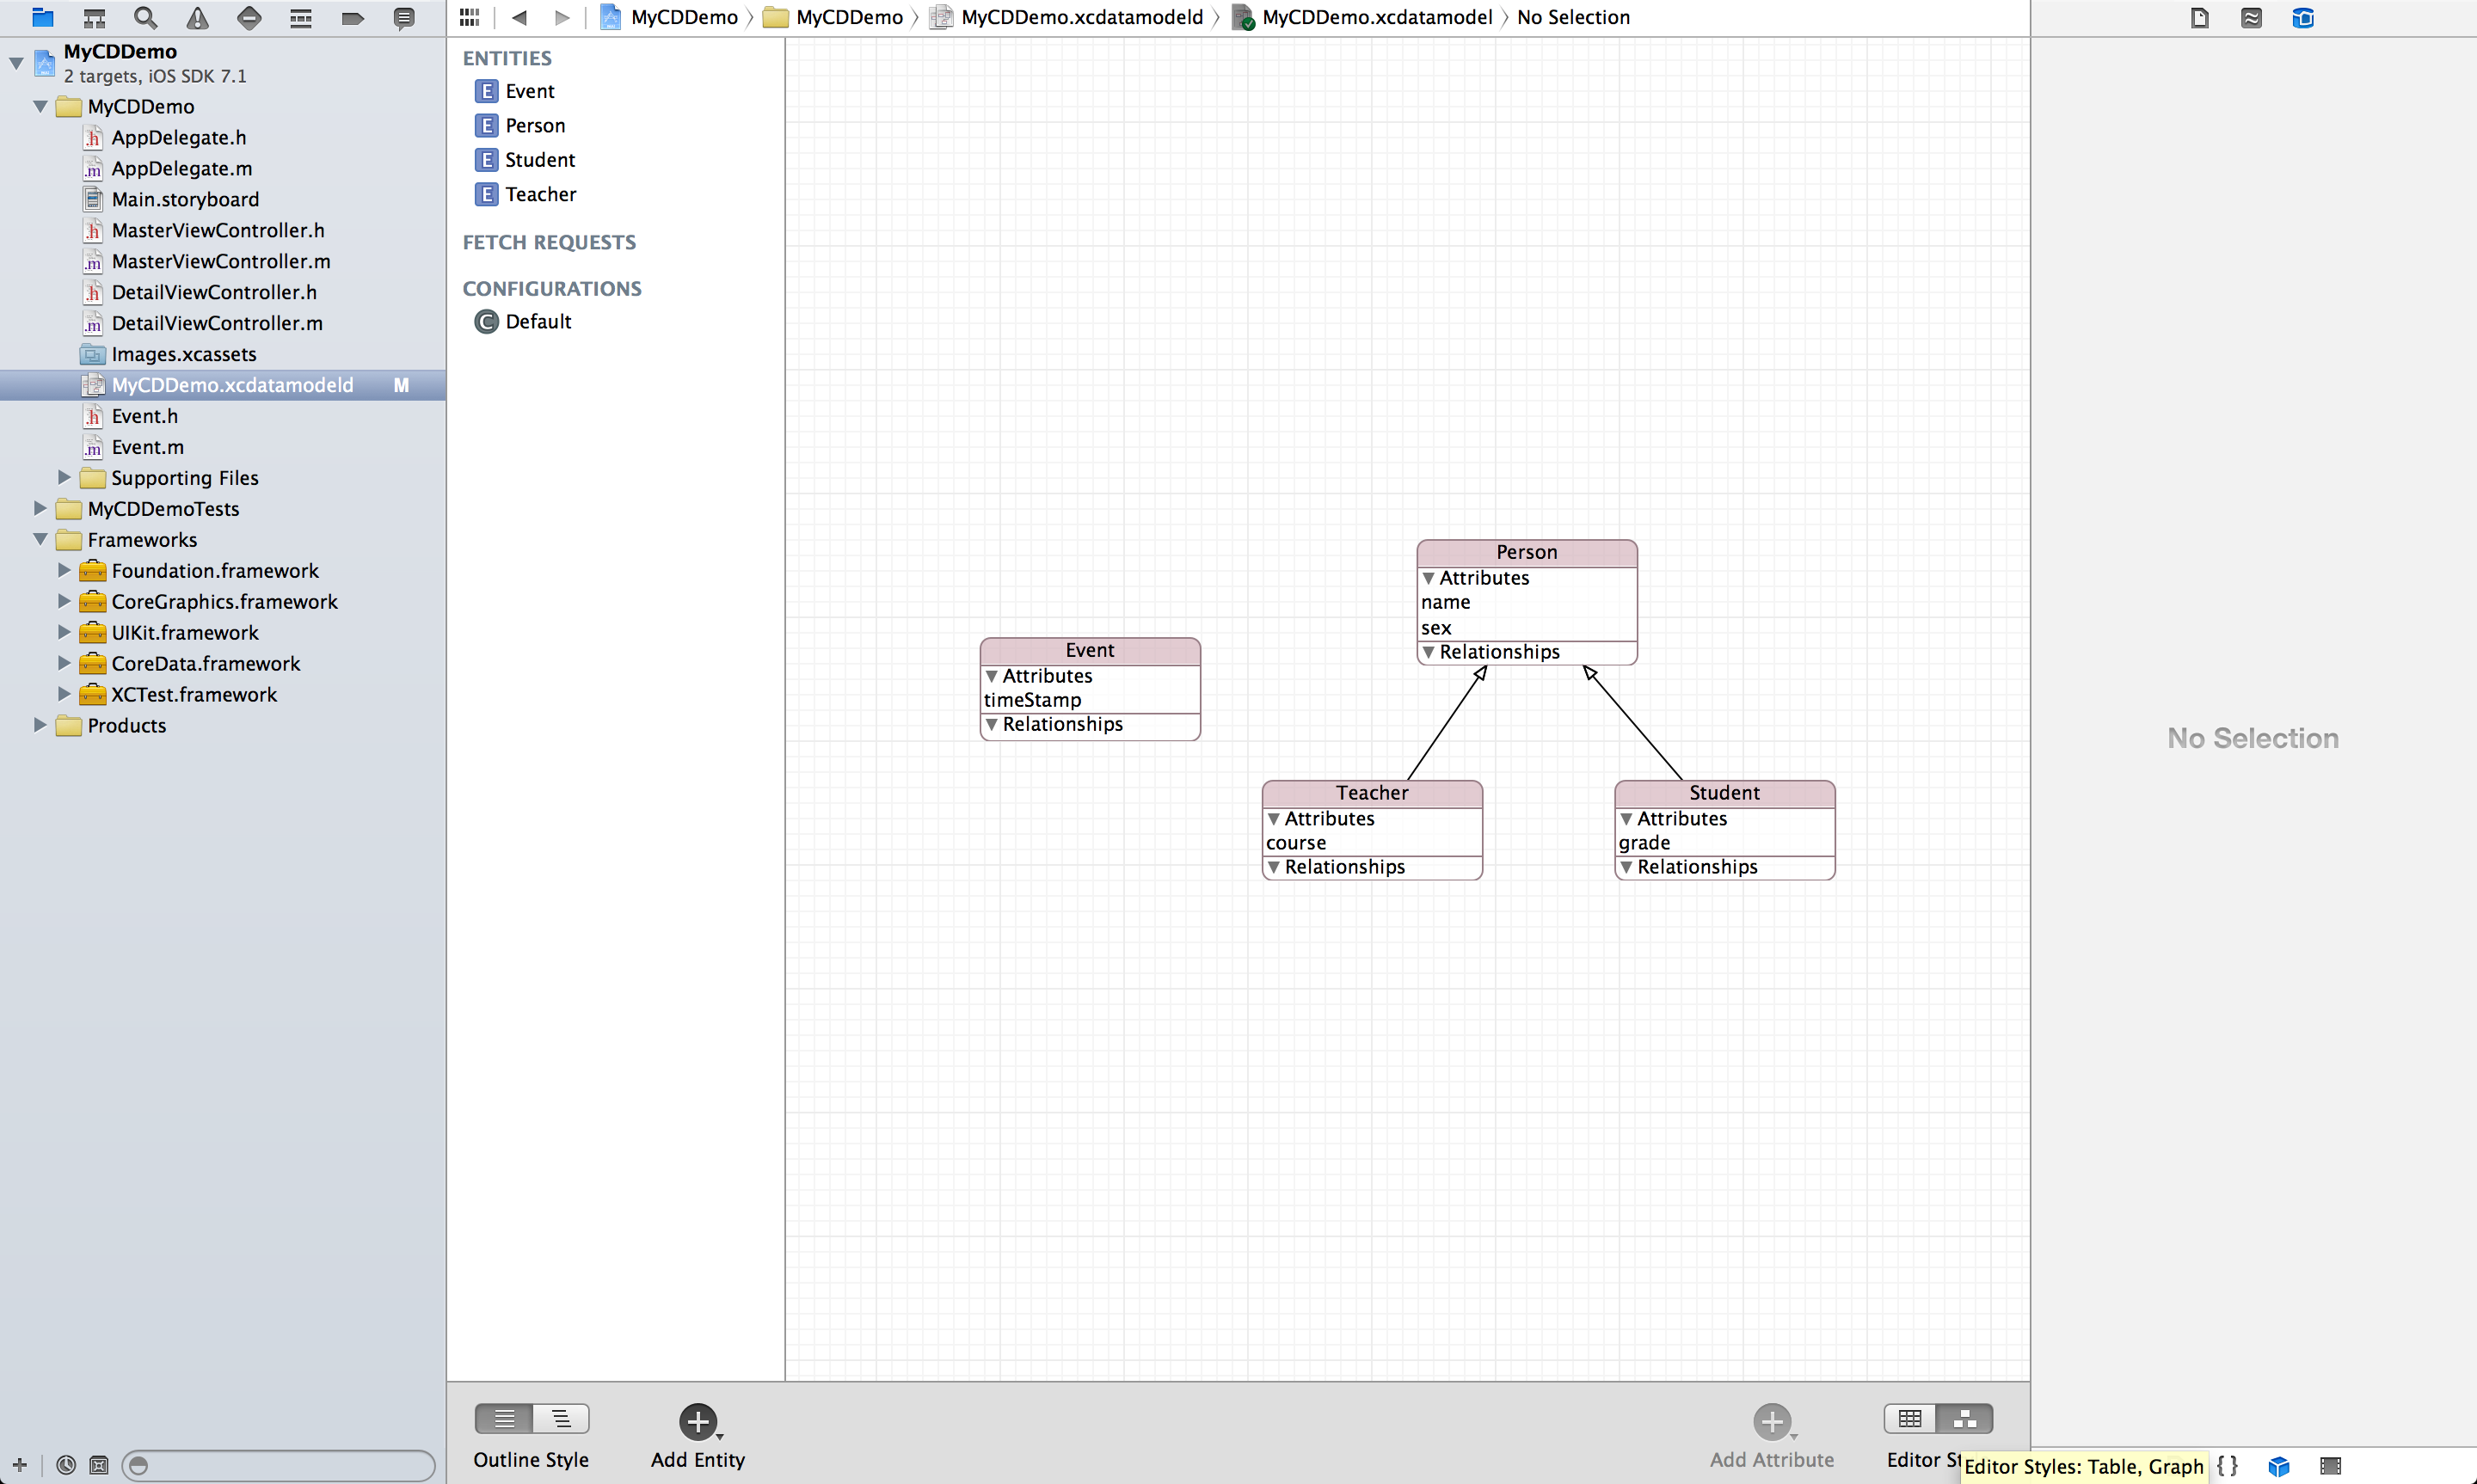 MyCDDemo
2 targets, iOS SDK 7.1
MyCDDemo
AppDelegate.h
AppDelegate.m
Main.storyboard
MasterViewController.h
MasterViewController.m
DetailViewController.h
DetailViewController.m
Images.xcassets
MyCDDemo.xcdatamodeld M
Event.h
Event.m
Supporting Files
MyCDDemoTests
Frameworks
Foundation.framework
CoreGraphics.framework
UIKit.framework
CoreData.framework
XCTest.framework
Products
MyCDDemo MyCDDemo MyCDDemo.xcdatamodeld MyCDDemo.xcdatamodel No Selection
ENTITIES
E Event
E Person
E Student
E Teacher
FETCH REQUESTS
CONFIGURATIONS
C Default
Person
Attributes
name
sex
Relationships
Event
Attributes
timeStamp
Relationships
Teacher
Attributes
course
Relationships
Student
Attributes
grade
Relationships
No Selection
Outline Style
Add Entity
Add Attribute
Editor St
Editor Styles: Table, Graph
{ }